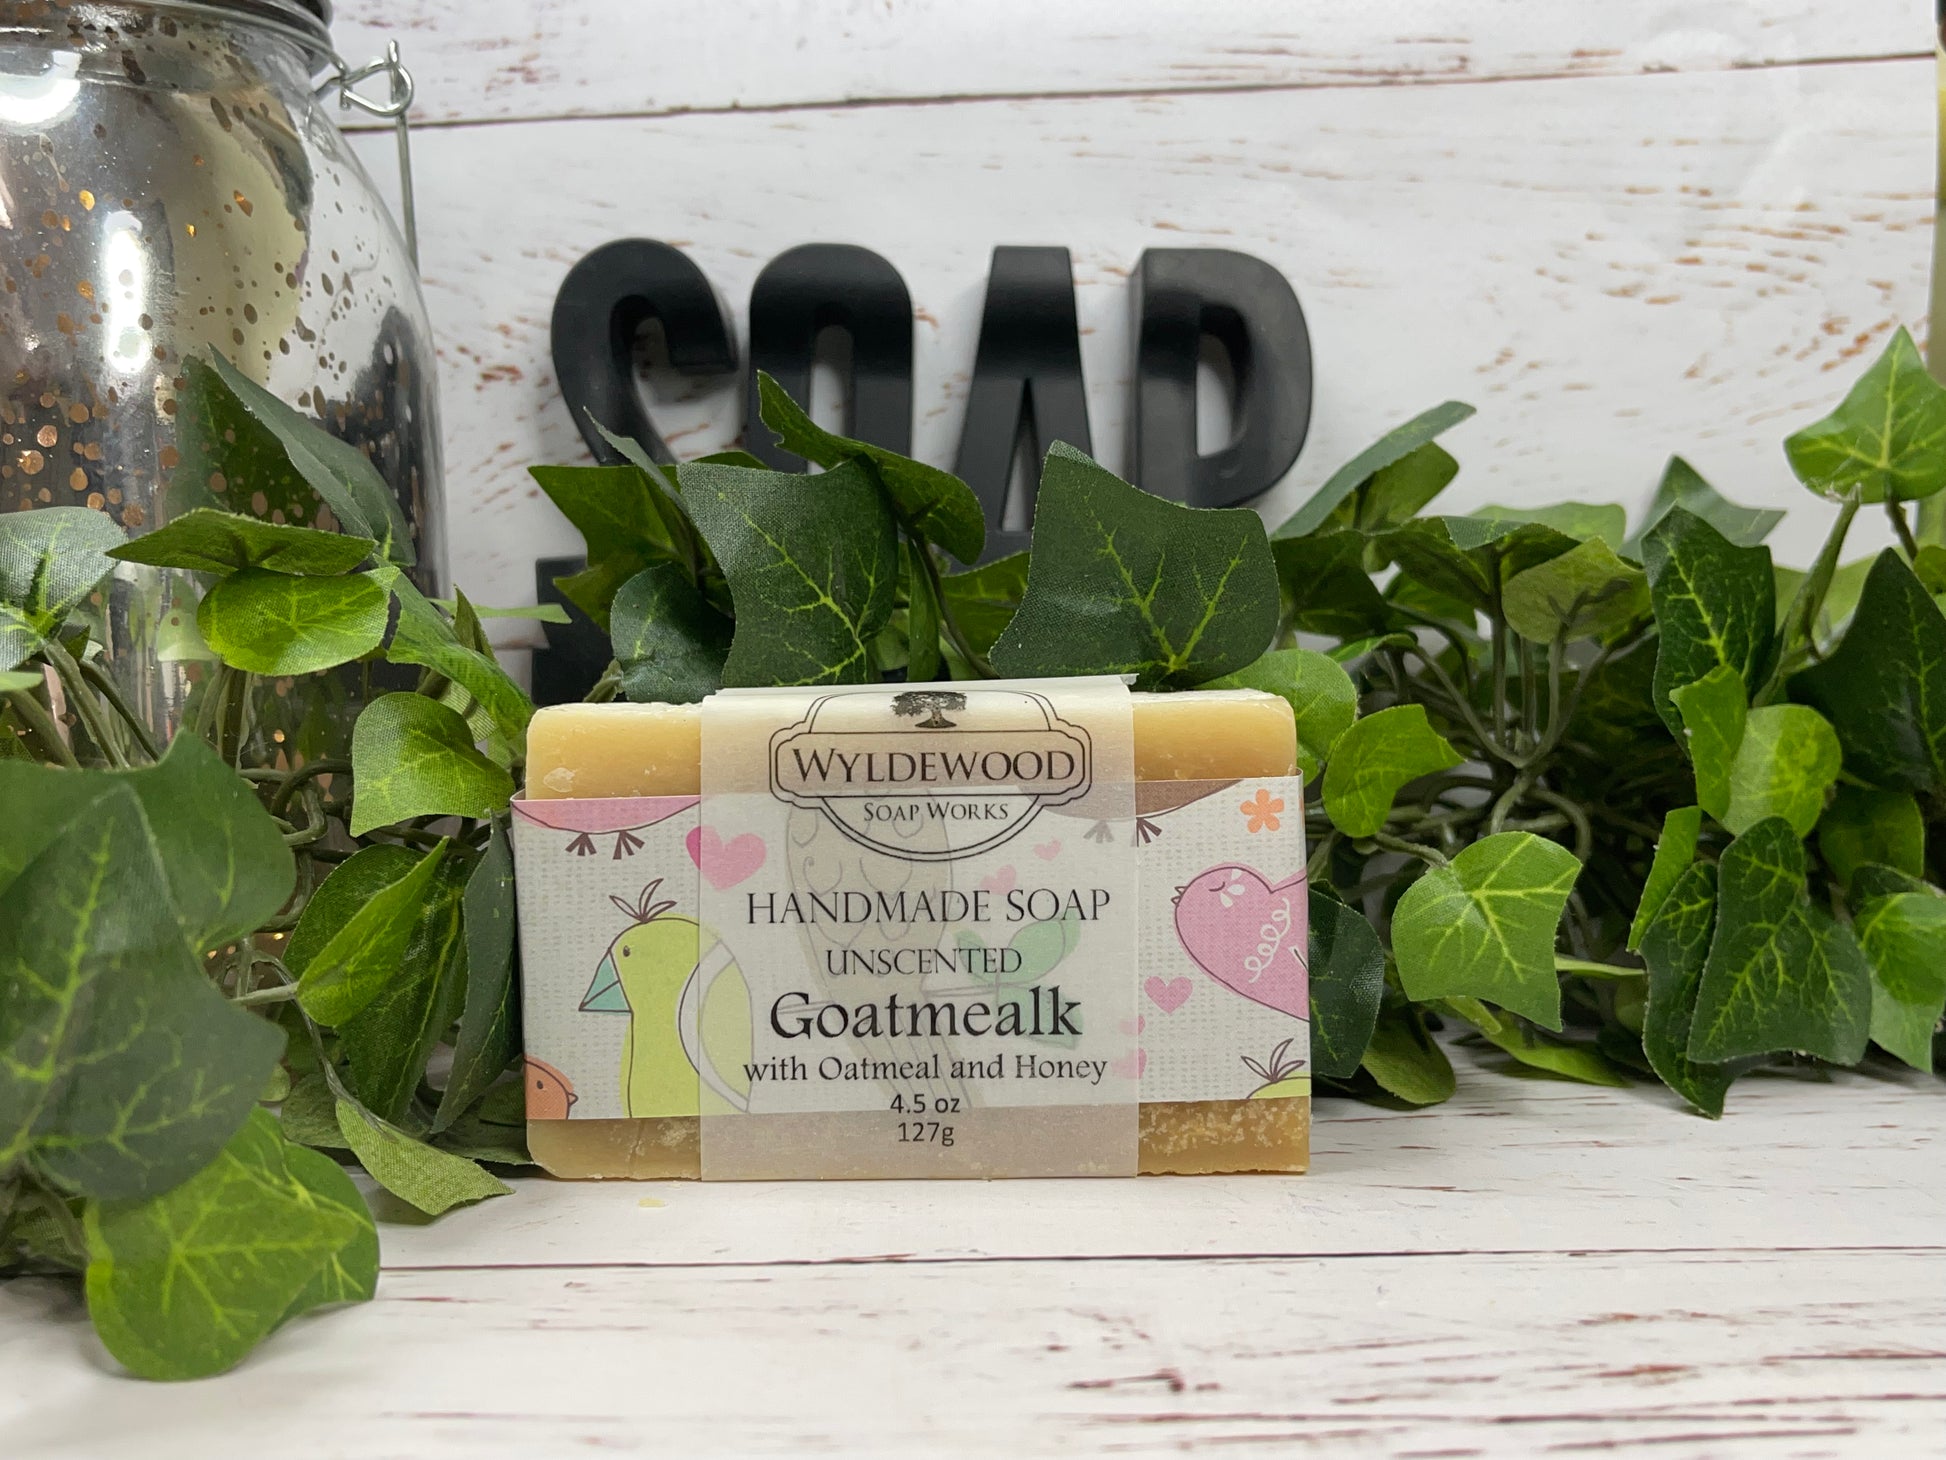 SOAP
WYLDEWOOD
SOAP WORKS
HANDMADE SOAP
UNSCENTED
Goatmealk
with Oatmeal and Honey
4.5 oz
127g